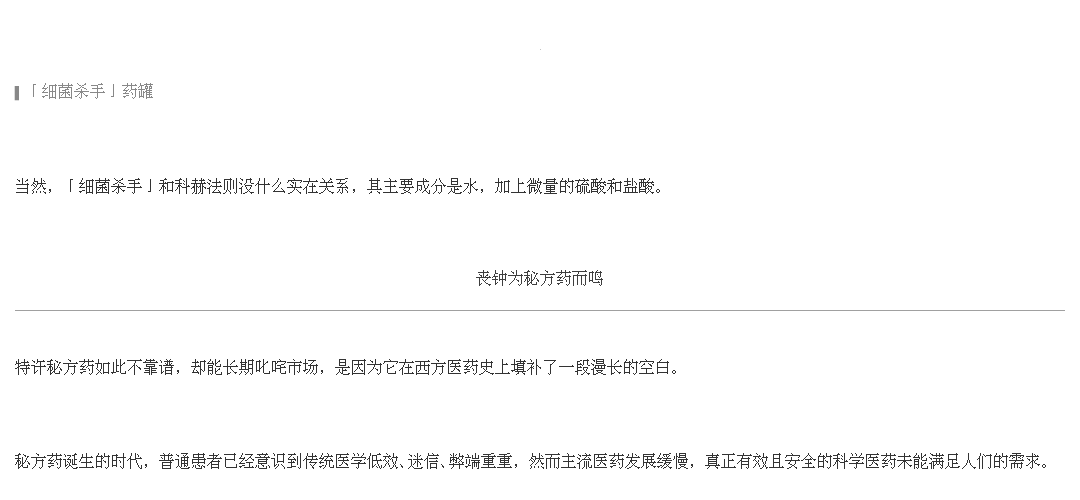 「细菌杀手」药罐
当然，「细菌杀手」和科赫法则没什么实在关系，其主要成分是水，加上微量的硫酸和盐酸。
丧钟为秘方药而鸣
特许秘方药如此不靠谱，却能长期叱咤市场，是因为它在西方医药史上填补了一段漫长的空白。
秘方药诞生的时代，普通患者已经意识到传统医学低效、迷信、弊端重重，然而主流医药发展缓慢，真正有效且安全的科学医药未能满足人们的需求。